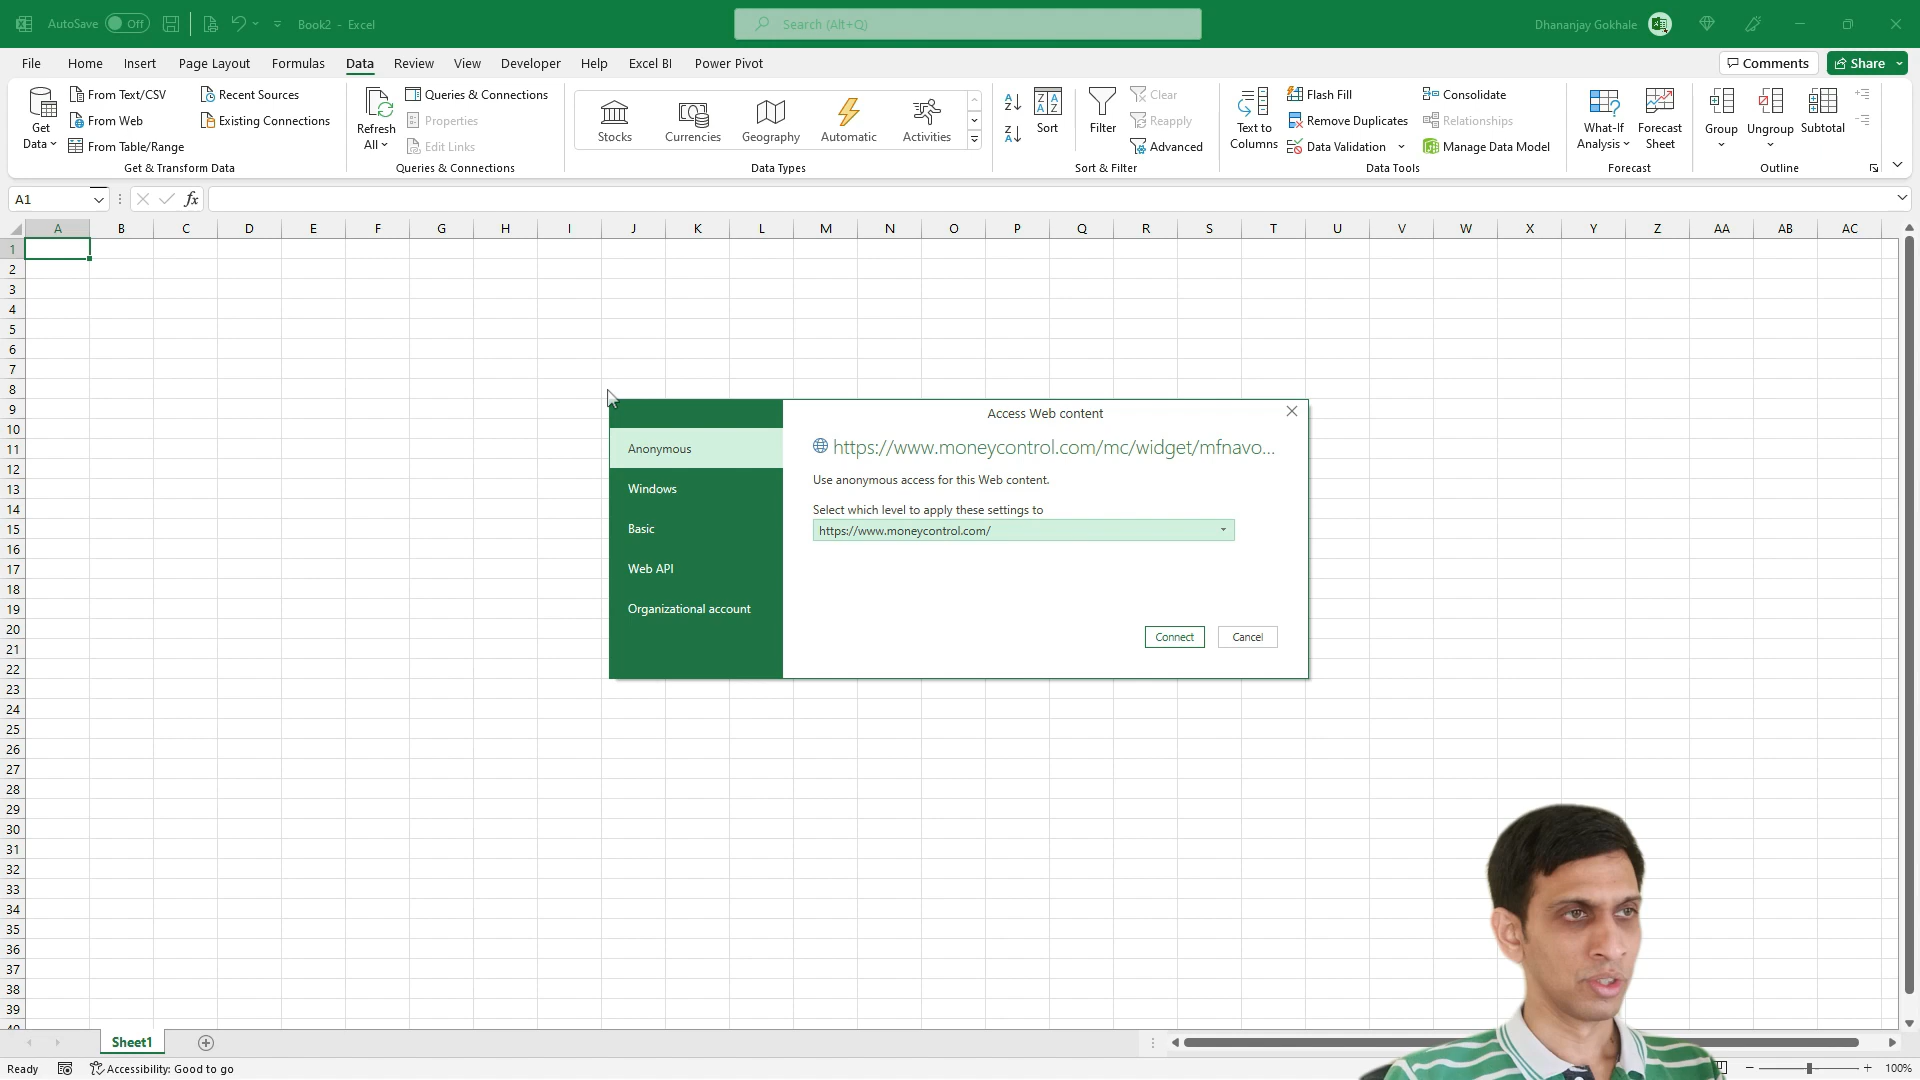 AutoSave Off Book2 - Excel Search (Alt+Q) Dhananjay Gokhale
File Home Insert Page Layout Formulas Data Review View Developer Help Excel BI Power Pivot Comments Share
Get Data
From Text/CSV
From Web
From Table/Range
Recent Sources
Existing Connections
Get & Transform Data
Refresh All
Queries & Connections
Properties
Edit Links
Queries & Connections
Stocks Currencies Geography Automatic Activities
Data Types
Sort
Filter
Clear
Reapply
Advanced
Sort & Filter
Text to Columns
Flash Fill
Remove Duplicates
Data Validation
Consolidate
Relationships
Manage Data Model
Data Tools
What-If Analysis
Forecast Sheet
Forecast
Group Ungroup Subtotal
Outline
A1 fx
A B C D E F G H I J K L M N O P Q R S T U V W X Y Z AA AB AC
1
2
3
4
5
6
7
8
9
10
11
12
13
14
15
16
17
18
19
20
21
22
23
24
25
26
27
28
29
30
31
32
33
34
35
36
37
38
39
Access Web content
Anonymous
Windows
Basic
Web API
Organizational account
https://www.moneycontrol.com/mc/widget/mfnavo...
Use anonymous access for this Web content.
Select which level to apply these settings to
https://www.moneycontrol.com/
Connect Cancel
Sheet1
Ready Accessibility: Good to go 100%